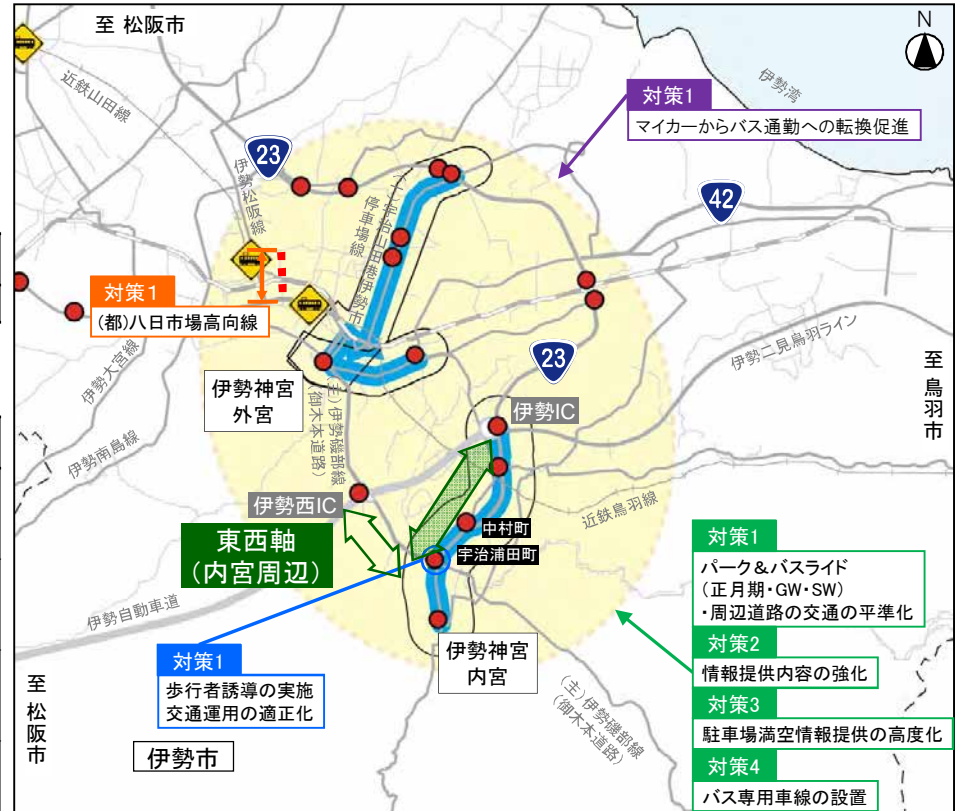 至 松阪市
N
近鉄山田線
伊勢湾
対策1
マイカーからバス通勤への転換促進
23
伊勢松阪線
42
(一)宇治山田港伊勢市
停車場線
対策1
(都)八日市場高向線
伊勢二見鳥羽ライン
至鳥羽市
伊勢大宮線
23
伊勢神宮
外宮
(主)伊勢磯部線
(御木本道路)
伊勢IC
伊勢南島線
伊勢西IC
近鉄鳥羽線
中村町
宇治浦田町
東西軸
(内宮周辺)
対策1
パーク&バスライド
(正月期・GW・SW)
・周辺道路の交通の平準化
伊勢自動車道
対策2
情報提供内容の強化
伊勢神宮
内宮
対策1
歩行者誘導の実施
交通運用の適正化
至松阪市
(主)伊勢磯部線
(御木本道路)
対策3
駐車場満空情報提供の高度化
伊勢市
対策4
バス専用車線の設置